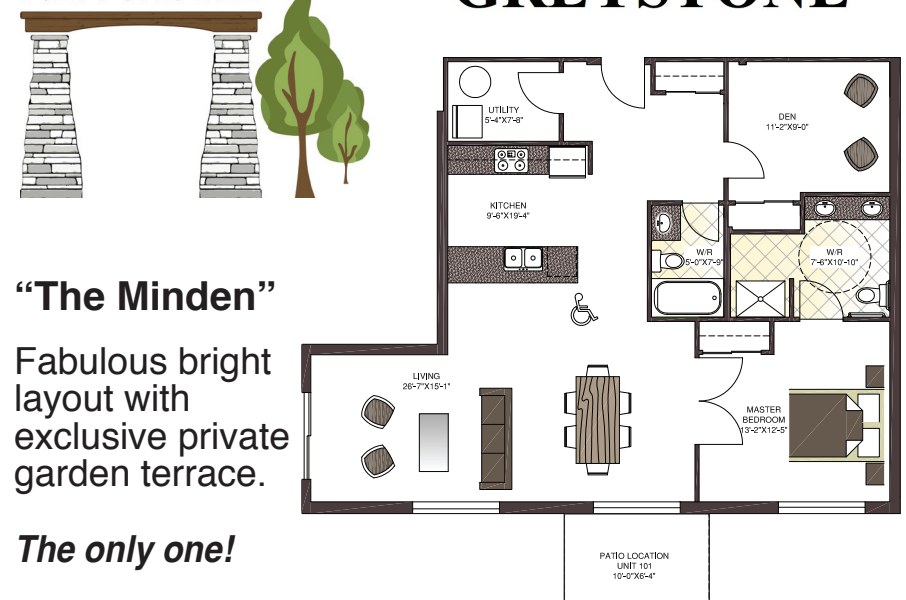 GREYSTONE
“The Minden”
Fabulous bright
layout with
exclusive private
garden terrace.
The only one!
UTILITY
5'-4"X7'-8"
DEN
11'-2"X9'-0"
KITCHEN
9'-6"X19'-4"
W/R
5'-0"X7'-9"
W/R
7'-6"X10'-10"
LIVING
26'-7"X15'-1"
MASTER
BEDROOM
13'-2"X12'-5"
PATIO LOCATION
UNIT 101
10'-0"X6'-4"